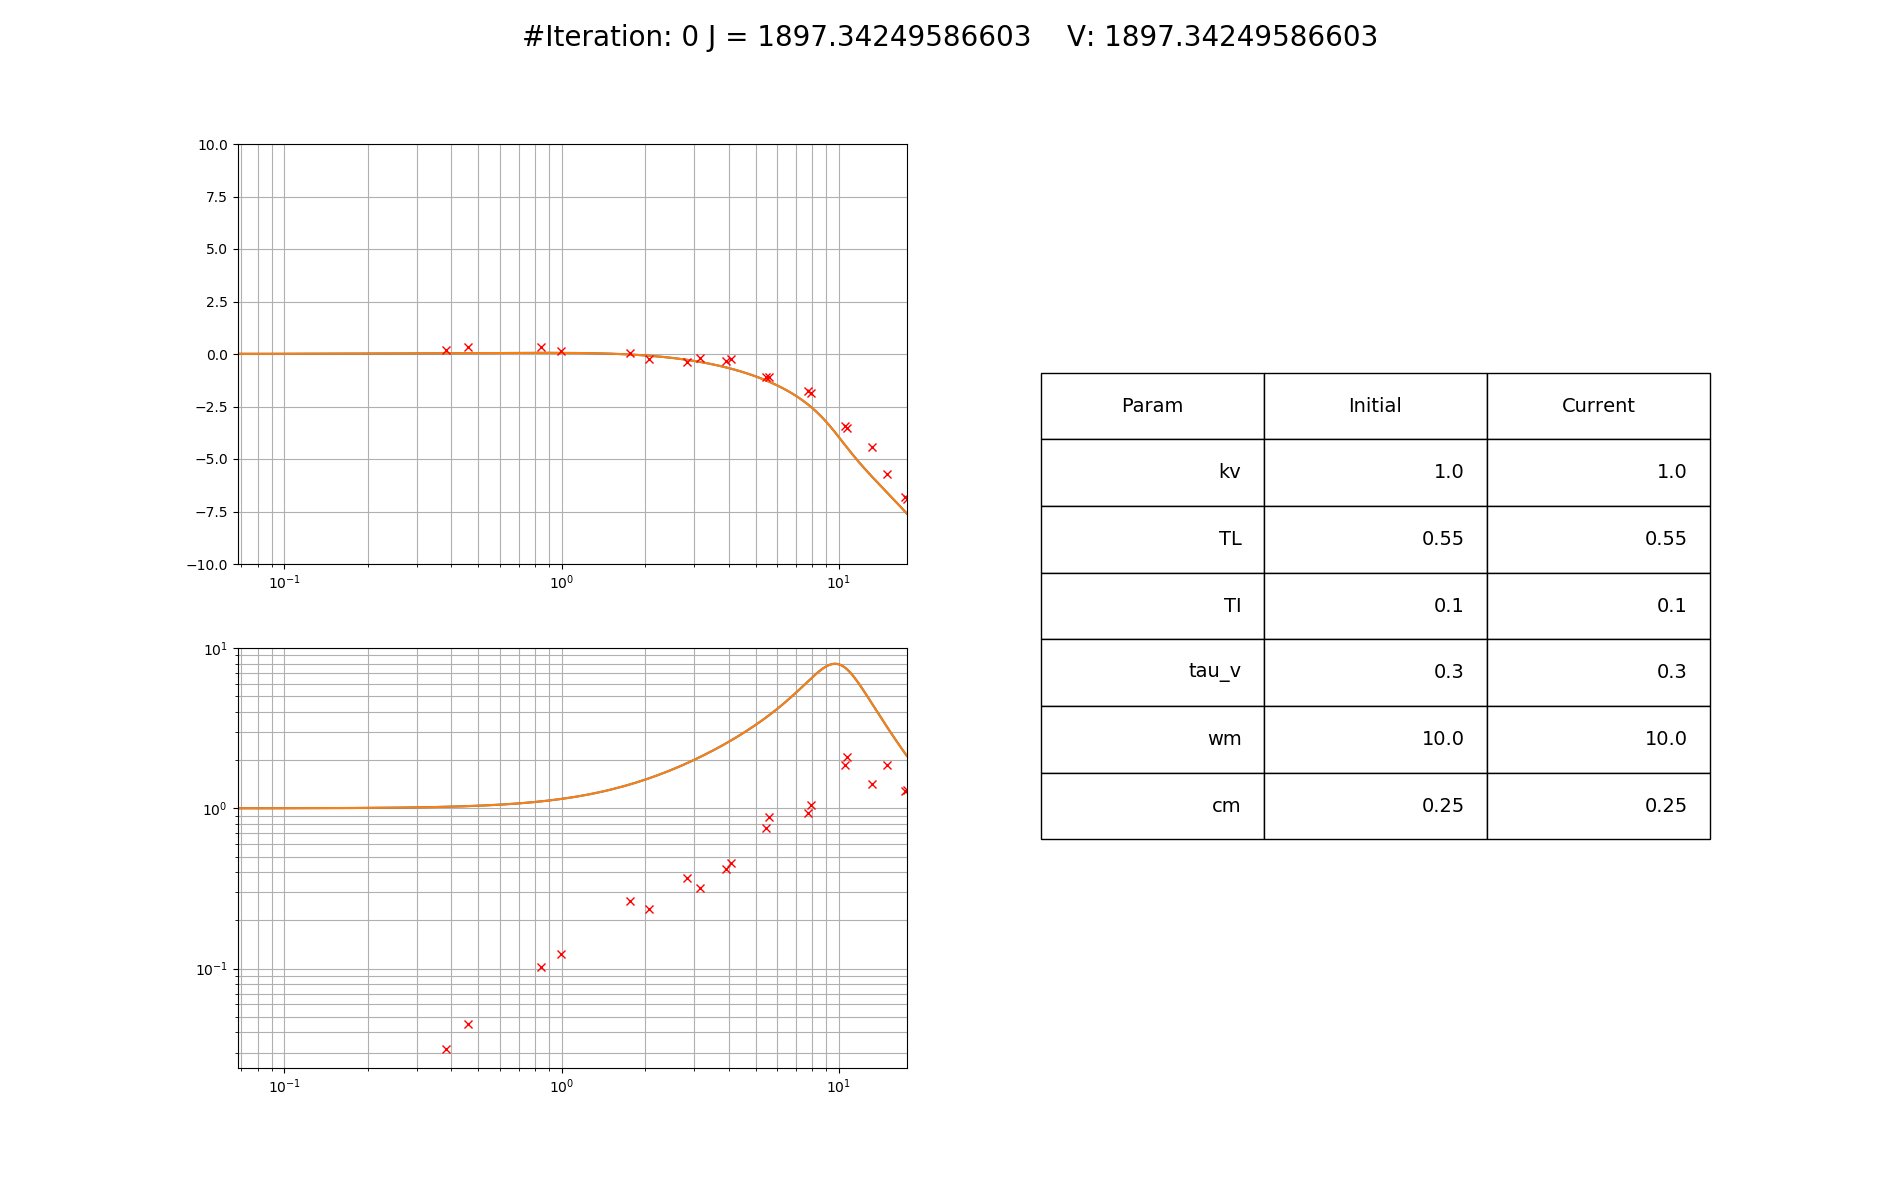 #Iteration: 0 J = 1897.34249586603    V: 1897.34249586603
10.0
7.5
5.0
2.5
0.0
−2.5
−5.0
−7.5
−10.0
10⁻¹ 10⁰ 10¹
10¹
10⁰
10⁻¹
10⁻¹ 10⁰ 10¹
Param Initial Current
kv 1.0 1.0
TL 0.55 0.55
TI 0.1 0.1
tau_v 0.3 0.3
wm 10.0 10.0
cm 0.25 0.25